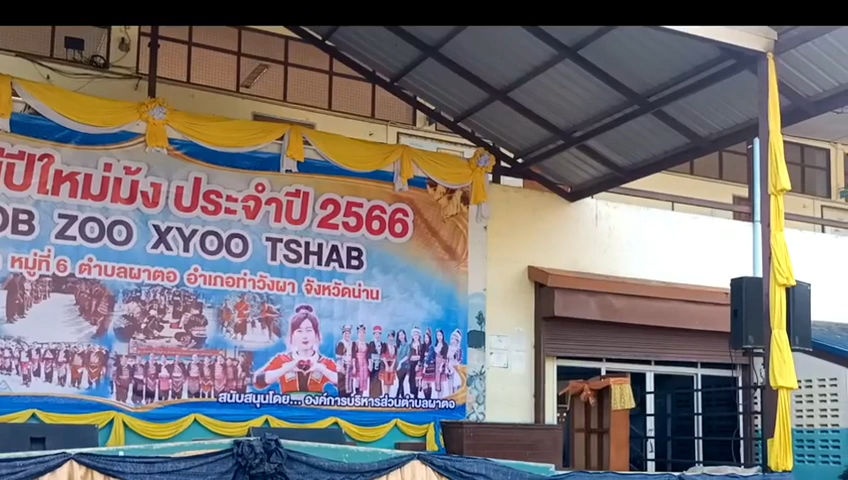 ปีใหม่ม้ง ประจำปี 2566
ZOO XYOO TSHAB
หมู่ที่ 6 ตำบลผาตอ อำเภอท่าวังผา จังหวัดน่าน
สนับสนุนโดย... องค์การบริหารส่วนตำบลผาตอ